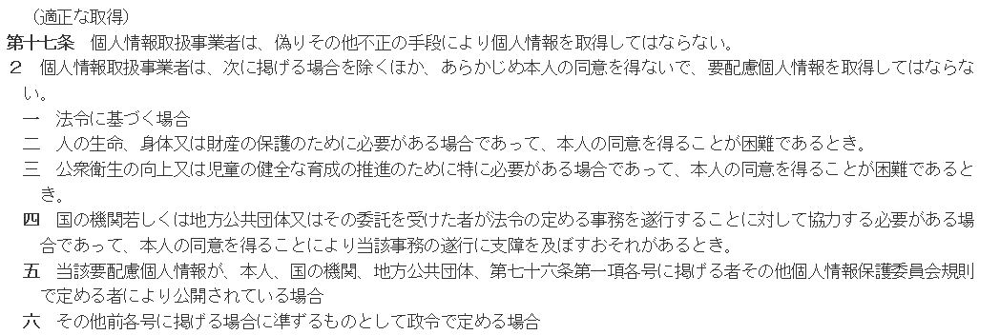 （適正な取得）
第十七条　個人情報取扱事業者は、偽りその他不正の手段により個人情報を取得してはならない。
２　個人情報取扱事業者は、次に掲げる場合を除くほか、あらかじめ本人の同意を得ないで、要配慮個人情報を取得してはならな
い。
一　法令に基づく場合
二　人の生命、身体又は財産の保護のために必要がある場合であって、本人の同意を得ることが困難であるとき。
三　公衆衛生の向上又は児童の健全な育成の推進のために特に必要がある場合であって、本人の同意を得ることが困難であると
き。
四　国の機関若しくは地方公共団体又はその委託を受けた者が法令の定める事務を遂行することに対して協力する必要がある場
合であって、本人の同意を得ることにより当該事務の遂行に支障を及ぼすおそれがあるとき。
五　当該要配慮個人情報が、本人、国の機関、地方公共団体、第七十六条第一項各号に掲げる者その他個人情報保護委員会規則
で定める者により公開されている場合
六　その他前各号に掲げる場合に準ずるものとして政令で定める場合